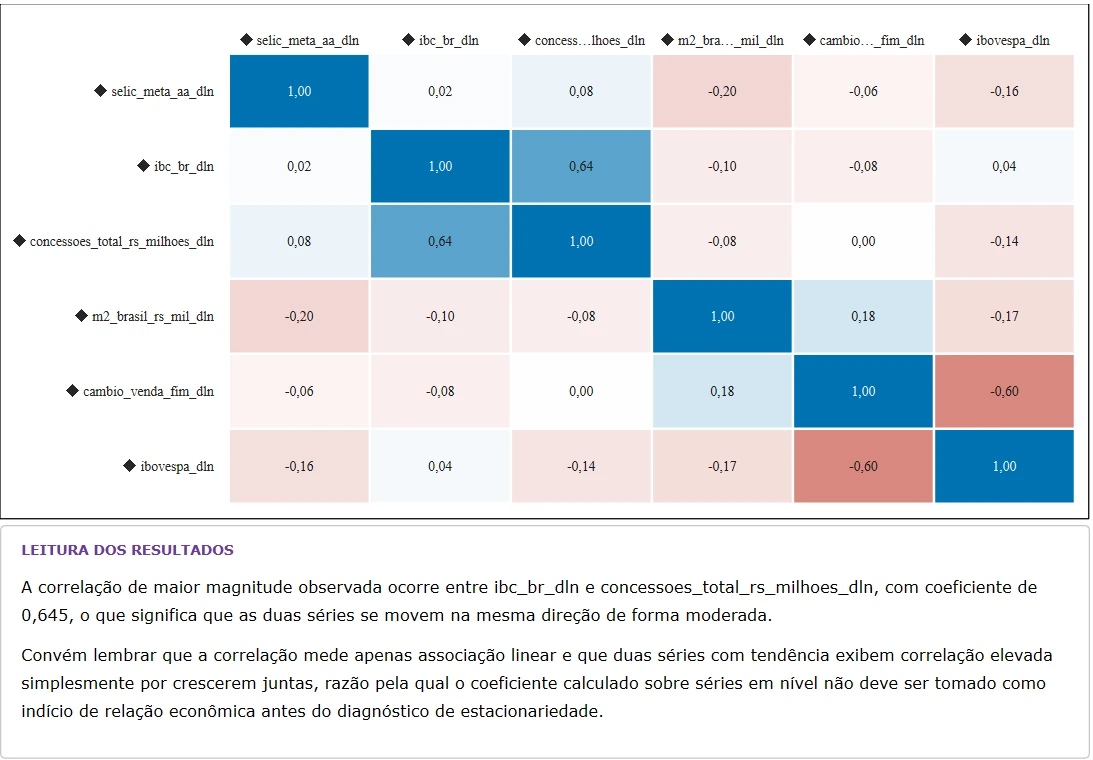 ◆ selic_meta_aa_dln ◆ ibc_br_dln ◆ concess…lhoes_dln ◆ m2_bra…_mil_dln ◆ cambio…_fim_dln ◆ ibovespa_dln
◆ selic_meta_aa_dln 1,00 0,02 0,08 -0,20 -0,06 -0,16
◆ ibc_br_dln 0,02 1,00 0,64 -0,10 -0,08 0,04
◆ concessoes_total_rs_milhoes_dln 0,08 0,64 1,00 -0,08 0,00 -0,14
◆ m2_brasil_rs_mil_dln -0,20 -0,10 -0,08 1,00 0,18 -0,17
◆ cambio_venda_fim_dln -0,06 -0,08 0,00 0,18 1,00 -0,60
◆ ibovespa_dln -0,16 0,04 -0,14 -0,17 -0,60 1,00
LEITURA DOS RESULTADOS
A correlação de maior magnitude observada ocorre entre ibc_br_dln e concessoes_total_rs_milhoes_dln, com coeficiente de
0,645, o que significa que as duas séries se movem na mesma direção de forma moderada.
Convém lembrar que a correlação mede apenas associação linear e que duas séries com tendência exibem correlação elevada
simplesmente por crescerem juntas, razão pela qual o coeficiente calculado sobre séries em nível não deve ser tomado como
indício de relação econômica antes do diagnóstico de estacionariedade.